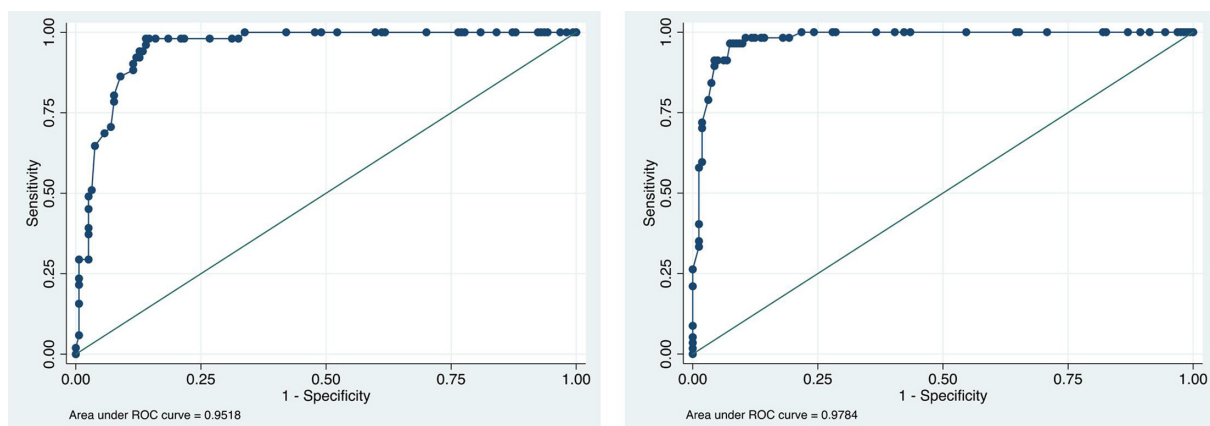 1.00
0.75
Sensitivity
0.50
0.25
0.00
0.00 0.25 0.50 0.75 1.00
1 - Specificity
Area under ROC curve = 0.9518
1.00
0.75
Sensitivity
0.50
0.25
0.00
0.00 0.25 0.50 0.75 1.00
1 - Specificity
Area under ROC curve = 0.9784